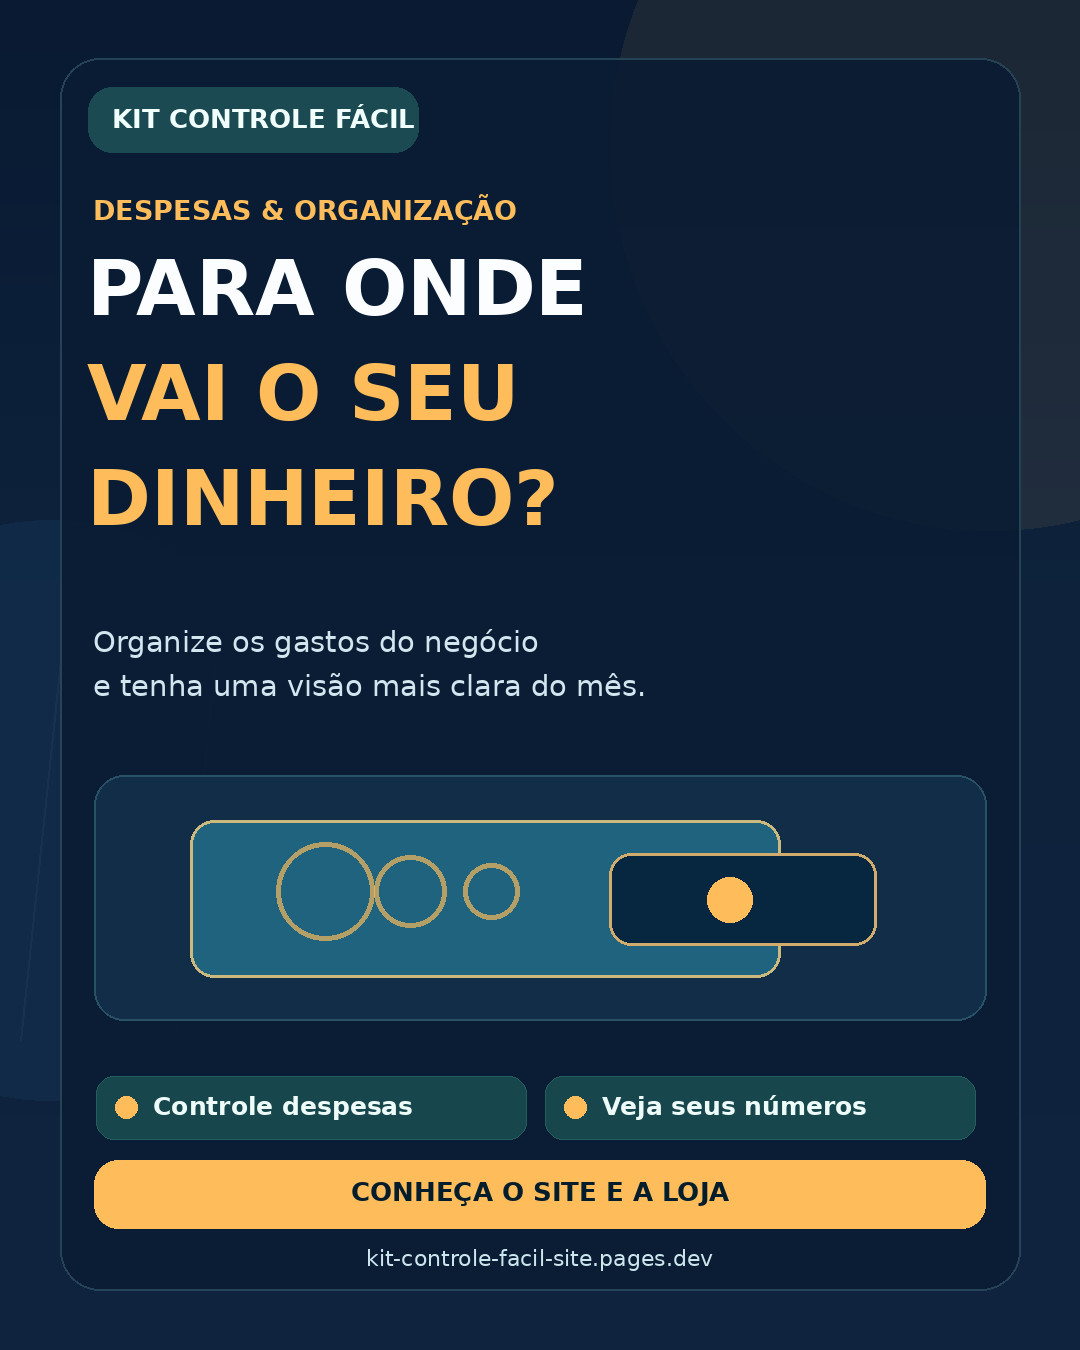 KIT CONTROLE FÁCIL
DESPESAS & ORGANIZAÇÃO
PARA ONDE
VAI O SEU
DINHEIRO?
Organize os gastos do negócio
e tenha uma visão mais clara do mês.
Controle despesas
Veja seus números
CONHEÇA O SITE E A LOJA
kit-controle-facil-site.pages.dev